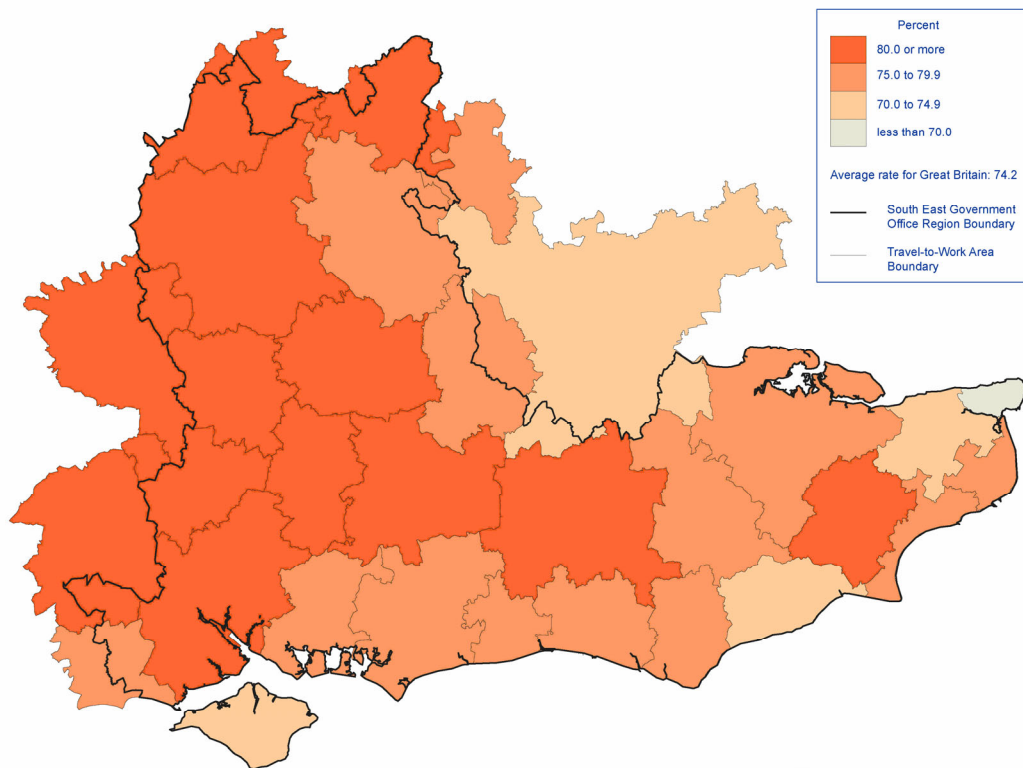 Percent
80.0 or more
75.0 to 79.9
70.0 to 74.9
less than 70.0
Average rate for Great Britain: 74.2
South East Government
Office Region Boundary
Travel-to-Work Area
Boundary